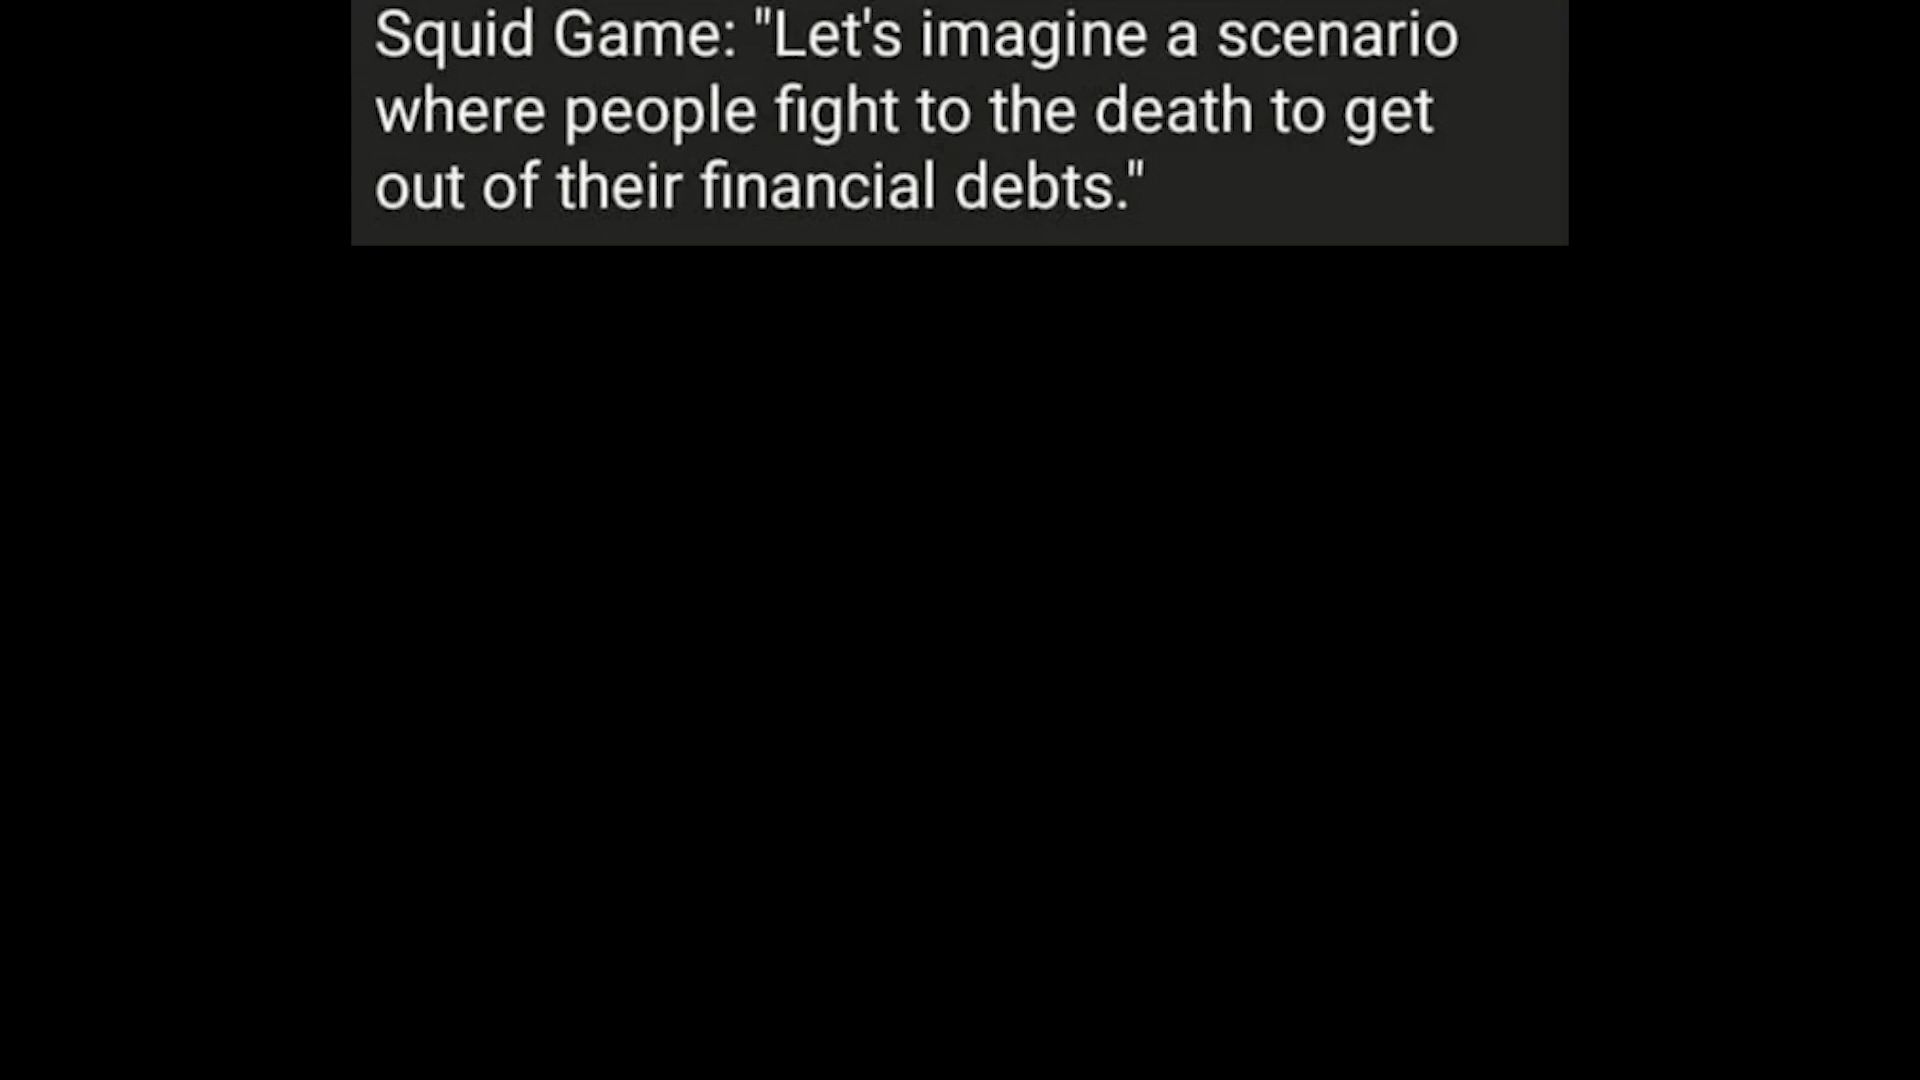 Squid Game: "Let's imagine a scenario
where people fight to the death to get
out of their financial debts."